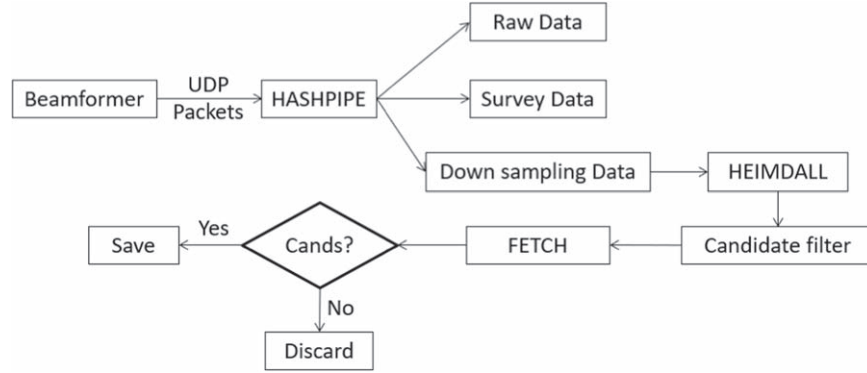 Raw Data
Beamformer
UDP
Packets
HASHPIPE
Survey Data
Down sampling Data
HEIMDALL
Candidate filter
FETCH
Cands?
Yes
Save
No
Discard